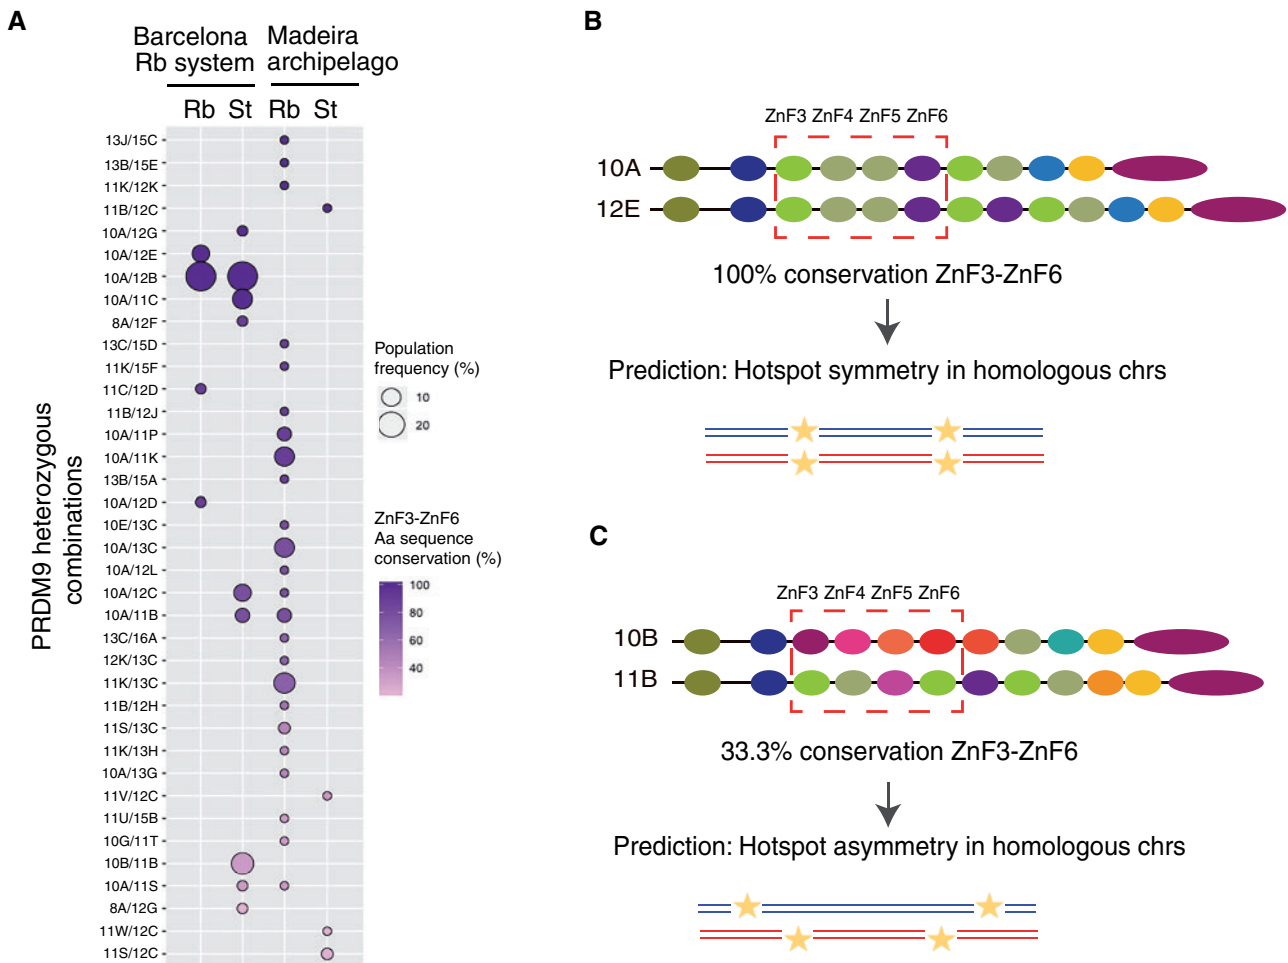 A
Barcelona
Rb system
Madeira
archipelago
Rb St Rb St
PRDM9 heterozygous
combinations
13J/15C
13B/15E
11K/12K
11B/12C
10A/12G
10A/12E
10A/12B
10A/11C
8A/12F
13C/15D
11K/15F
11C/12D
11B/12J
10A/11P
10A/11K
13B/15A
10A/12D
10E/13C
10A/13C
10A/12L
10A/12C
10A/11B
13C/16A
12K/13C
11K/13C
11B/12H
11S/13C
11K/13H
10A/13G
11V/12C
11U/15B
10G/11T
10B/11B
10A/11S
8A/12G
11W/12C
11S/12C
Population
frequency (%)
10
20
ZnF3-ZnF6
Aa sequence
conservation (%)
100
80
60
40
B
ZnF3 ZnF4 ZnF5 ZnF6
10A
12E
100% conservation ZnF3-ZnF6
Prediction: Hotspot symmetry in homologous chrs
C
ZnF3 ZnF4 ZnF5 ZnF6
10B
11B
33.3% conservation ZnF3-ZnF6
Prediction: Hotspot asymmetry in homologous chrs